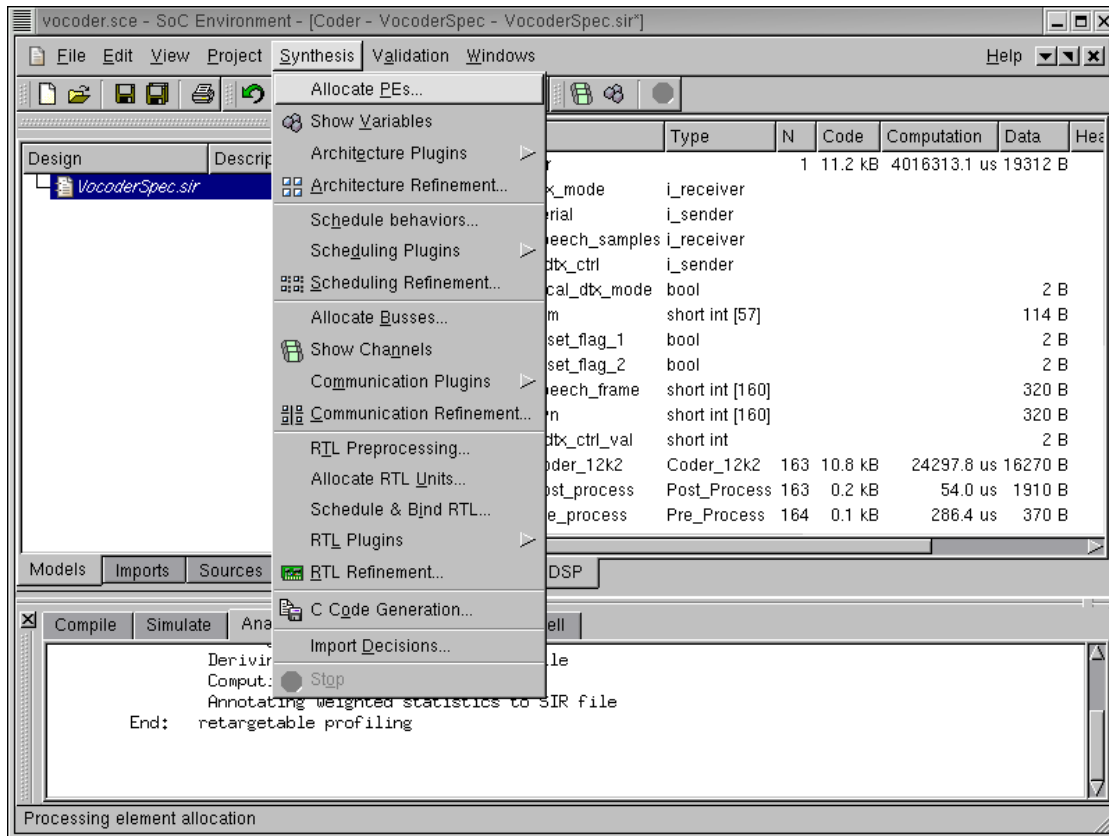 vocoder.sce - SoC Environment - [Coder - VocoderSpec - VocoderSpec.sir*]
File Edit View Project Synthesis Validation Windows Help
Allocate PEs...
Show Variables
Architecture Plugins
Architecture Refinement...
Schedule behaviors...
Scheduling Plugins
Scheduling Refinement...
Allocate Busses...
Show Channels
Communication Plugins
Communication Refinement...
RTL Preprocessing...
Allocate RTL Units...
Schedule & Bind RTL...
RTL Plugins
RTL Refinement...
C Code Generation...
Import Decisions...
Stop
Design Descrip
VocoderSpec.sir
Type N Code Computation Data Hea
r 1 11.2 kB 4016313.1 us 19312 B
x_mode i_receiver
rial i_sender
eech_samples i_receiver
dtx_ctrl i_sender
cal_dtx_mode bool 2 B
m short int [57] 114 B
set_flag_1 bool 2 B
set_flag_2 bool 2 B
eech_frame short int [160] 320 B
n short int [160] 320 B
dtx_ctrl_val short int 2 B
oder_12k2 Coder_12k2 163 10.8 kB 24297.8 us 16270 B
ost_process Post_Process 163 0.2 kB 54.0 us 1910 B
e_process Pre_Process 164 0.1 kB 286.4 us 370 B
Models Imports Sources DSP
Compile Simulate Ana ell
Derivin le
Comput
Annotating weighted statistics to SIR file
End: retargetable profiling
Processing element allocation